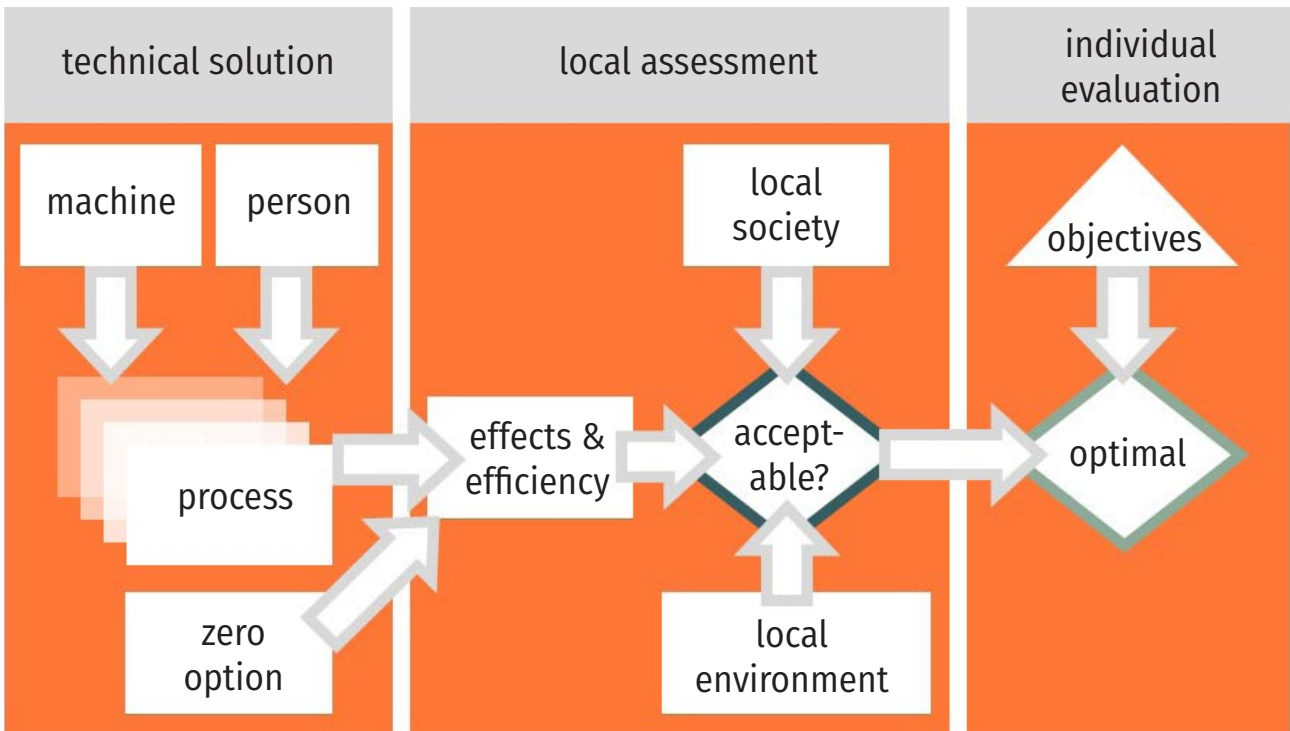 technical solution
local assessment
individual
evaluation
machine
person
local
society
objectives
effects &
efficiency
accept-
able?
optimal
process
zero
option
local
environment